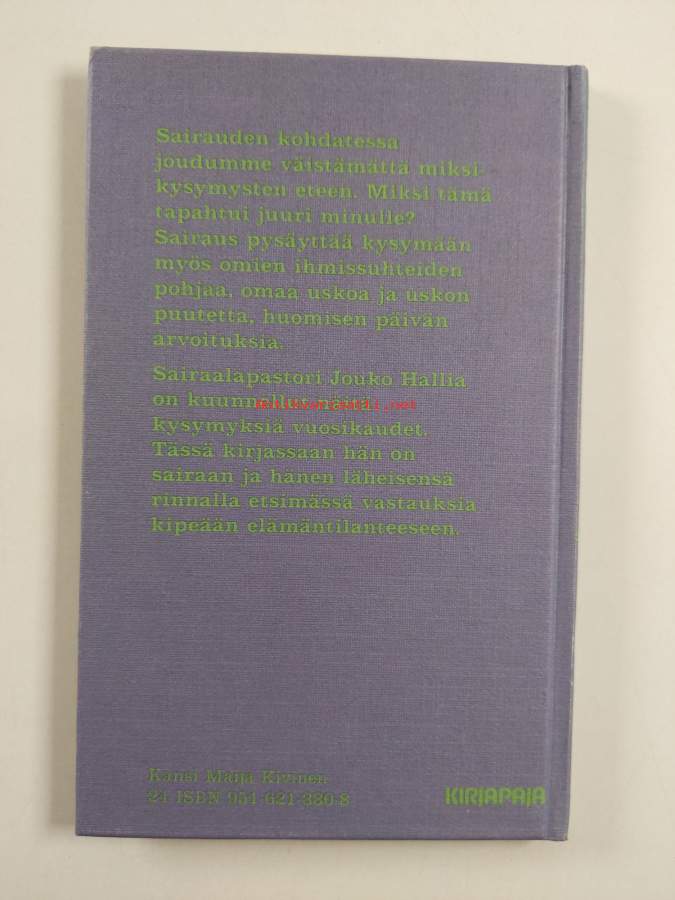 Sairauden kohdatessa
joudumme väistämättä miksi-
kysymysten eteen. Miksi tämä
tapahtui juuri minulle?
Sairaus pysäyttää kysymään
myös omien ihmissuhteiden
pohjaa, omaa uskoa ja uskon
puutetta, huomisen päivän
arvoituksia.
Sairaalapastori Jouko Hallia
on kuunnellut näitä
kysymyksiä vuosikaudet.
Tässä kirjassaan hän on
sairaan ja hänen läheisensä
rinnalla etsimässä vastauksia
kipeään elämäntilanteeseen.
Kansi Maija Kivinen
24 ISBN 951-621-330-8
KIRJAPAJA